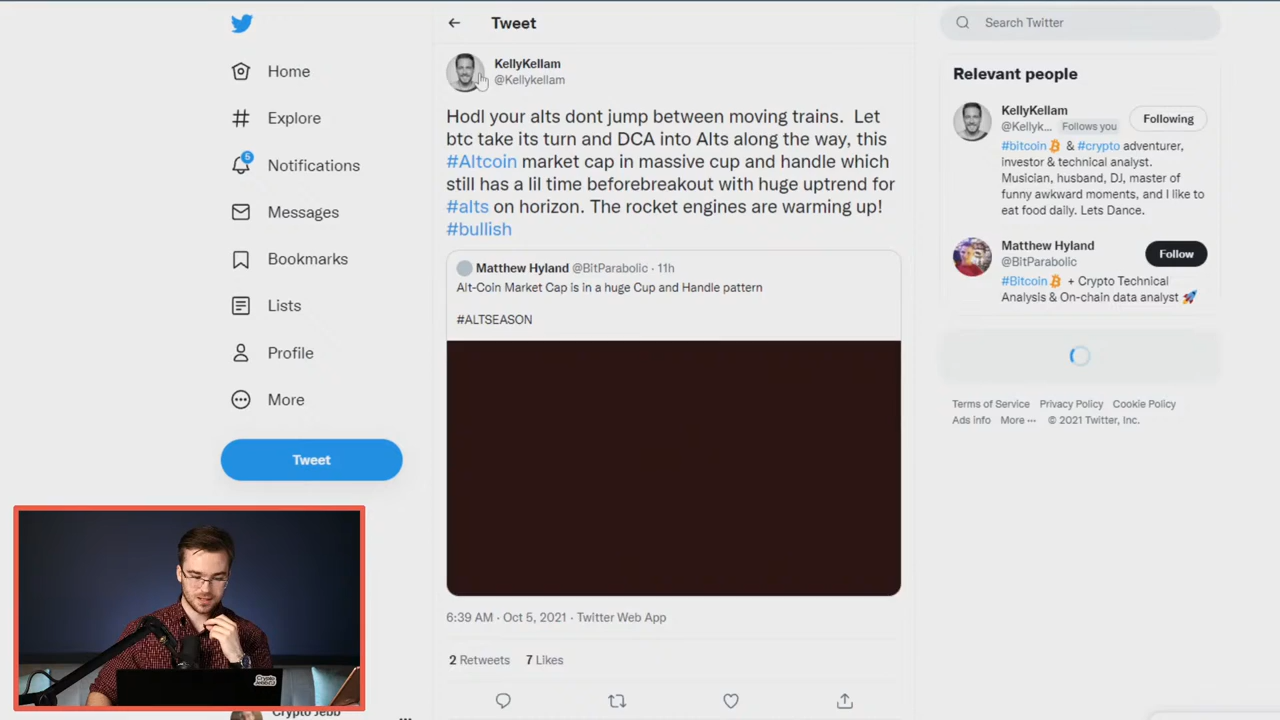 Home
Explore
5
Notifications
Messages
Bookmarks
Lists
Profile
More
Tweet
Tweet
KellyKellam
@Kellykellam
Hodl your alts dont jump between moving trains. Let
btc take its turn and DCA into Alts along the way, this
#Altcoin market cap in massive cup and handle which
still has a lil time beforebreakout with huge uptrend for
#alts on horizon. The rocket engines are warming up!
#bullish
Matthew Hyland @BitParabolic · 11h
Alt-Coin Market Cap is in a huge Cup and Handle pattern
#ALTSEASON
6:39 AM · Oct 5, 2021 · Twitter Web App
2 Retweets 7 Likes
Search Twitter
Relevant people
KellyKellam
@Kellyk... Follows you
Following
#bitcoin & #crypto adventurer,
investor & technical analyst.
Musician, husband, DJ, master of
funny awkward moments, and I like to
eat food daily. Lets Dance.
Matthew Hyland
@BitParabolic
Follow
#Bitcoin + Crypto Technical
Analysis & On-chain data analyst
Terms of Service Privacy Policy Cookie Policy
Ads info More ··· © 2021 Twitter, Inc.
Crypto Jebb